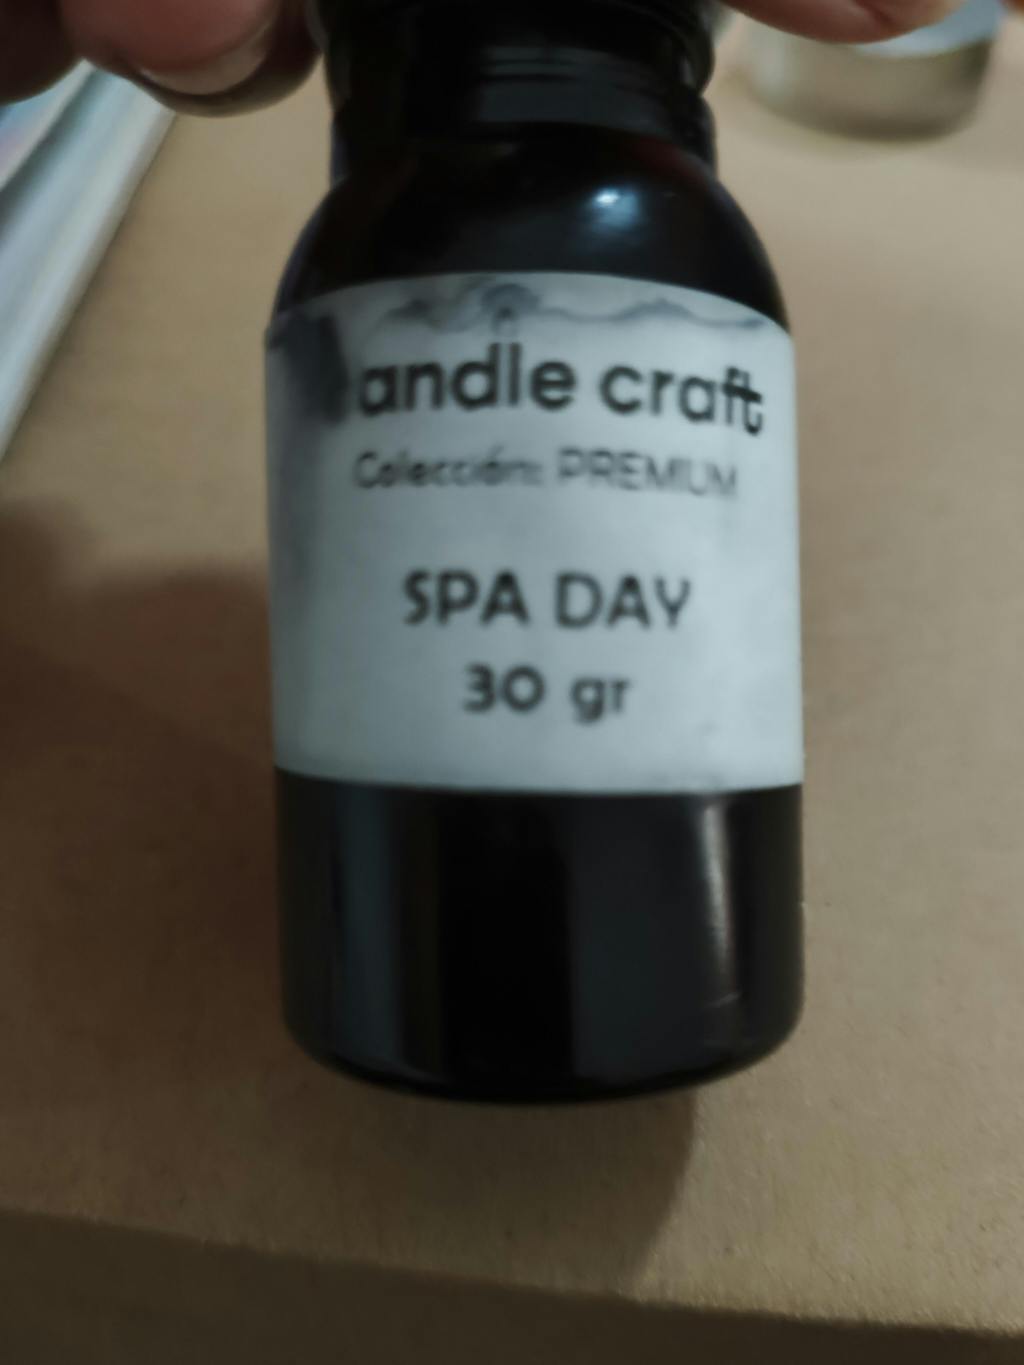 andle craft
Colección: PREMIUM
SPA DAY
30 gr